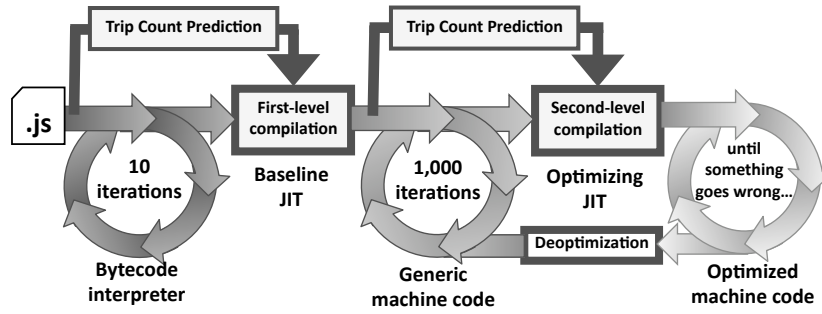 Trip Count Prediction
Trip Count Prediction
.js
First-level
compilation
Second-level
compilation
10
iterations
Baseline
JIT
1,000
iterations
Optimizing
JIT
until
something
goes wrong...
Deoptimization
Bytecode
interpreter
Generic
machine code
Optimized
machine code